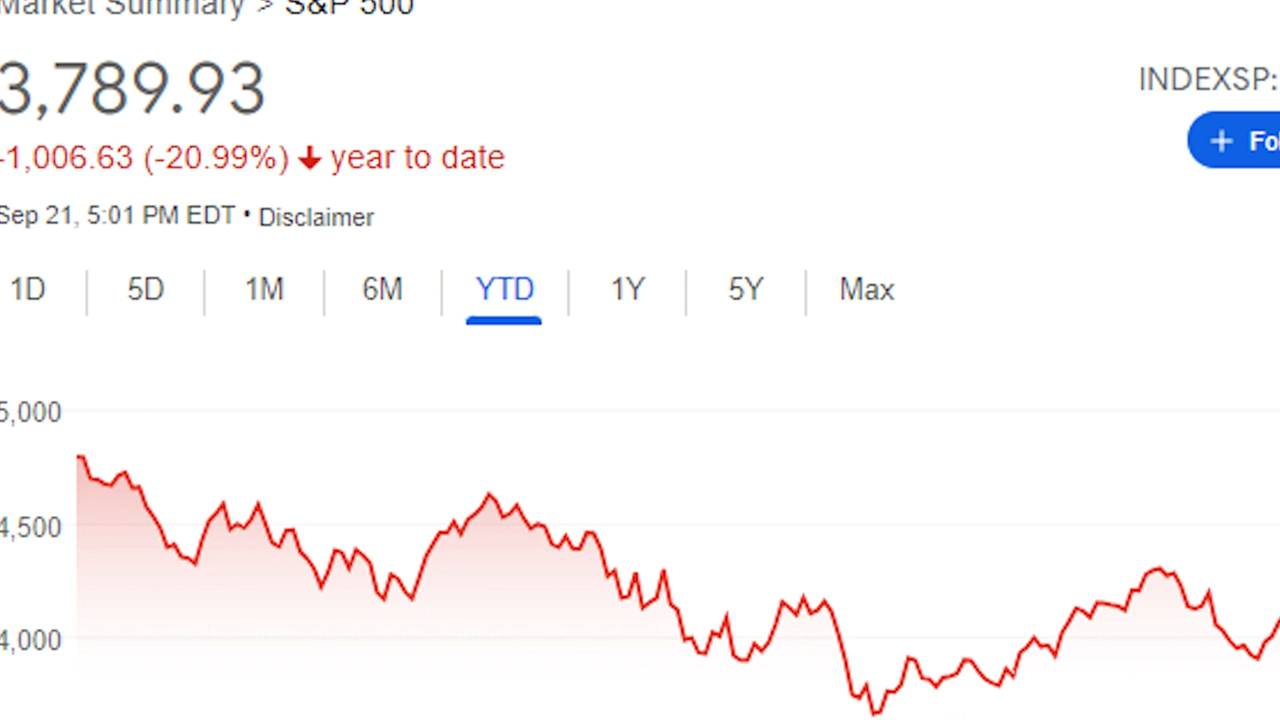 Market Summary > S&P 500
3,789.93
INDEXSP:
-1,006.63 (-20.99%) year to date
+
Sep 21, 5:01 PM EDT • Disclaimer
1D 5D 1M 6M YTD 1Y 5Y Max
5,000
4,500
4,000